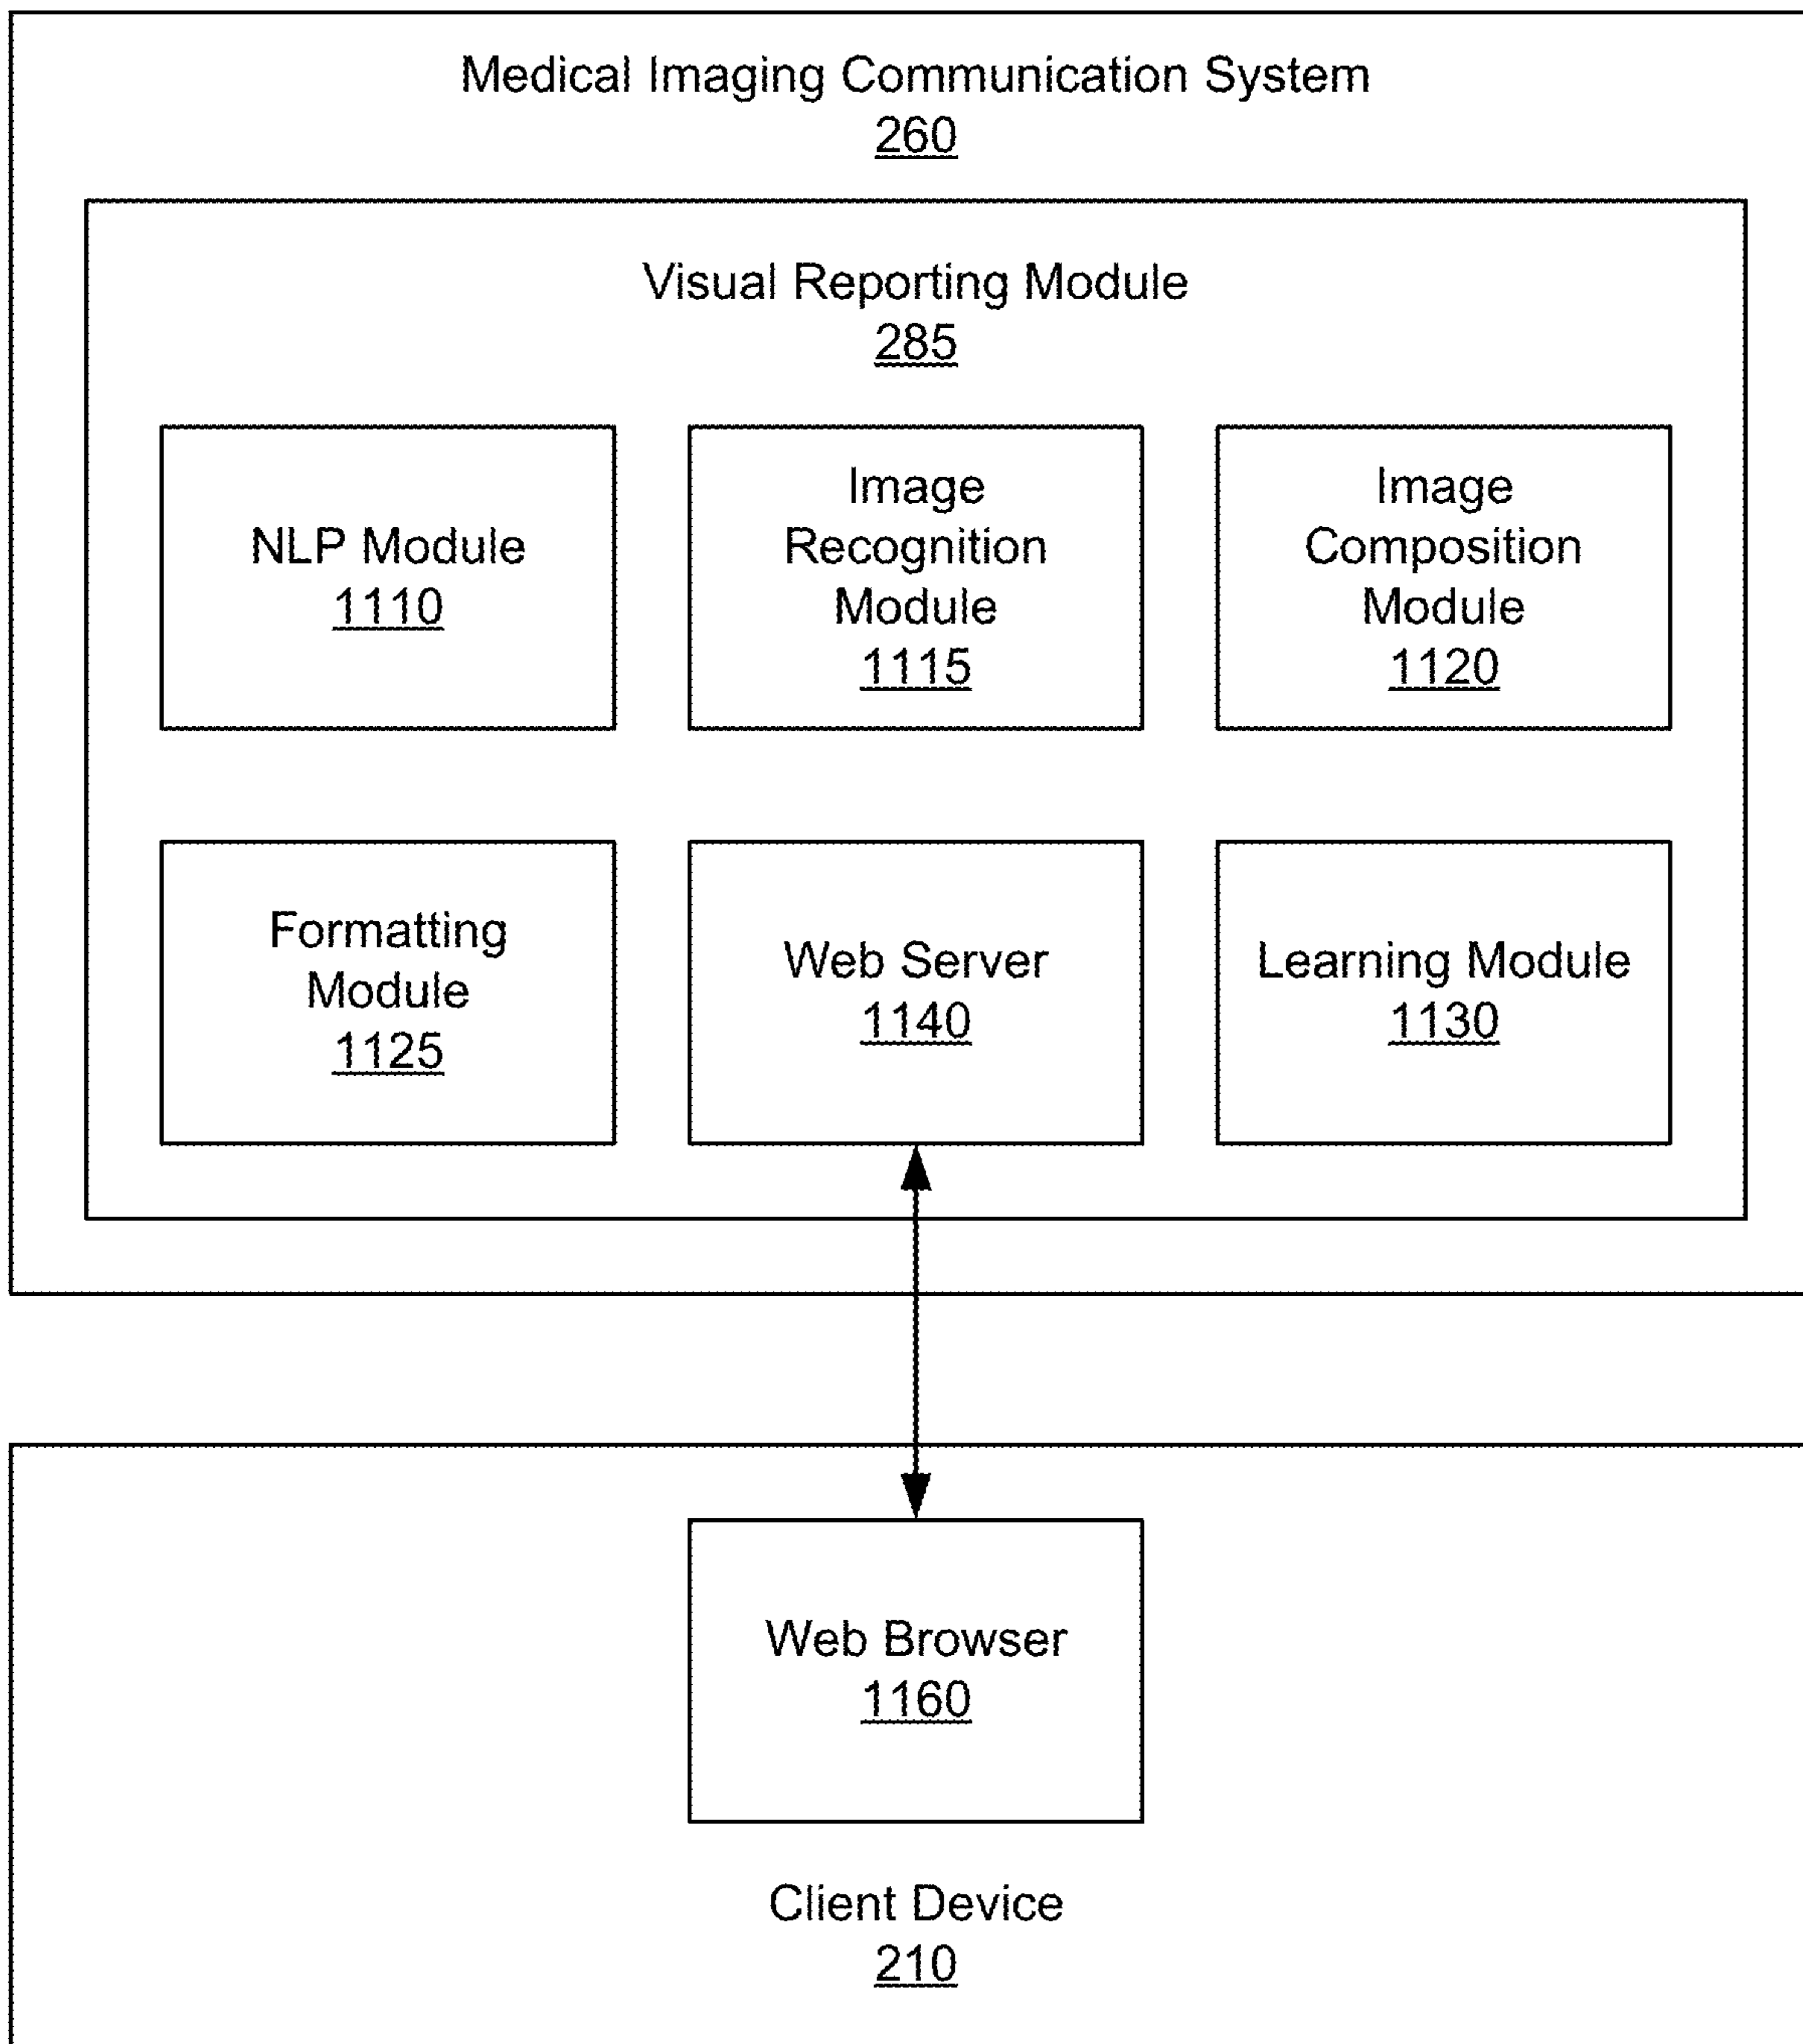 Medical Imaging Communication System
260
Visual Reporting Module
285
NLP Module
1110
Image
Recognition
Module
1115
Image
Composition
Module
1120
Formatting
Module
1125
Web Server
1140
Learning Module
1130
Web Browser
1160
Client Device
210